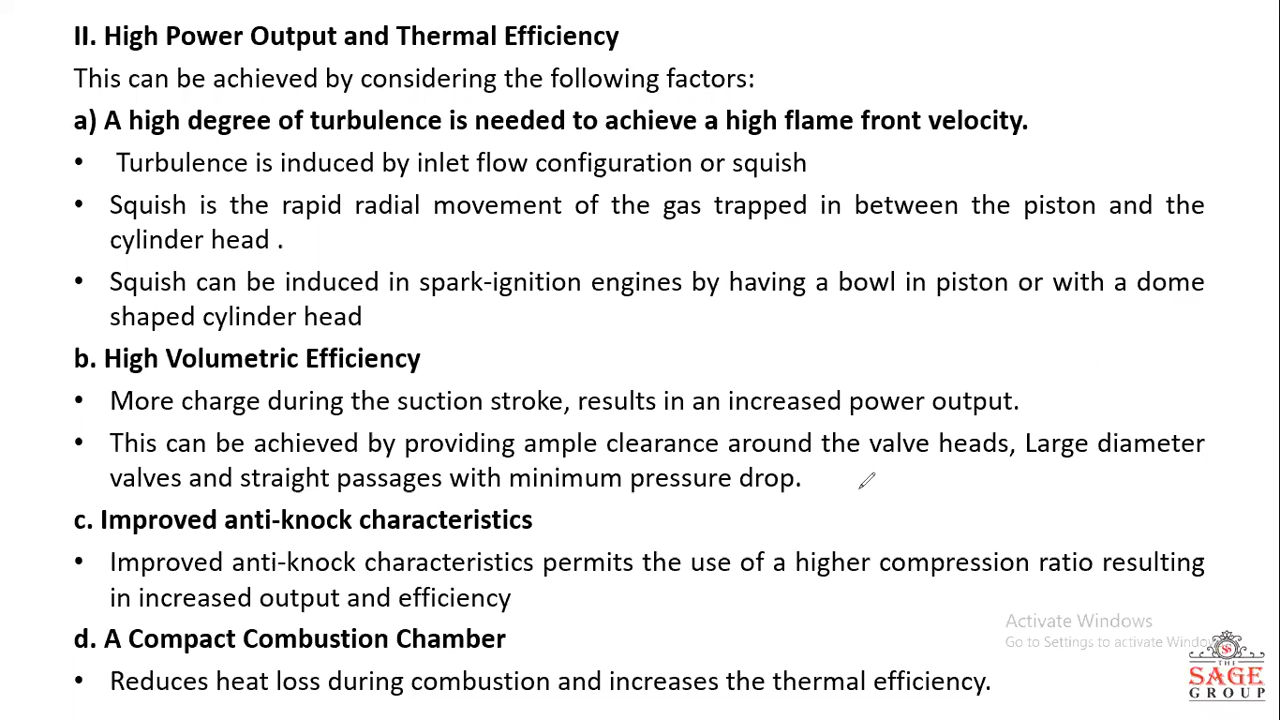 II. High Power Output and Thermal Efficiency
This can be achieved by considering the following factors:
a) A high degree of turbulence is needed to achieve a high flame front velocity.
• Turbulence is induced by inlet flow configuration or squish
• Squish is the rapid radial movement of the gas trapped in between the piston and the
cylinder head .
• Squish can be induced in spark-ignition engines by having a bowl in piston or with a dome
shaped cylinder head
b. High Volumetric Efficiency
• More charge during the suction stroke, results in an increased power output.
• This can be achieved by providing ample clearance around the valve heads, Large diameter
valves and straight passages with minimum pressure drop.
c. Improved anti-knock characteristics
• Improved anti-knock characteristics permits the use of a higher compression ratio resulting
in increased output and efficiency
d. A Compact Combustion Chamber
• Reduces heat loss during combustion and increases the thermal efficiency.
Activate Windows
Go to Settings to activate Windo
THE
SAGE
GROUP